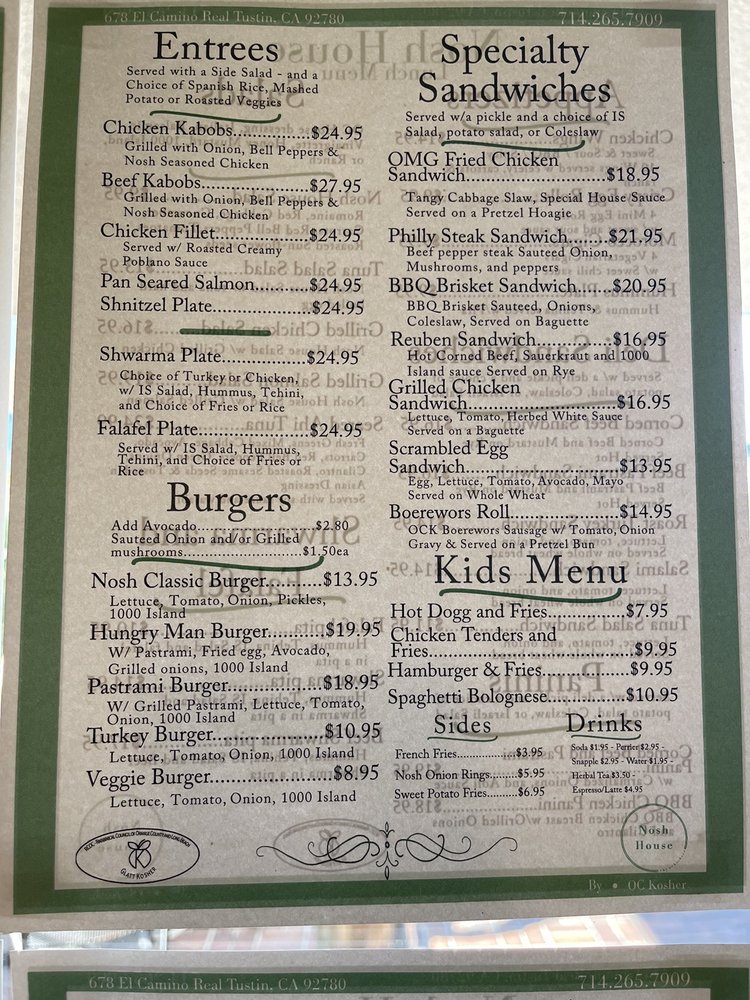 678 El Camino Real Tustin, CA 92780
714.265.7909
Entrees
Served with a Side Salad - and a
Choice of Spanish Rice, Mashed
Potato or Roasted Veggies
Chicken Kabobs..............$24.95
Grilled with Onion, Bell Peppers &
Nosh Seasoned Chicken
Beef Kabobs....................$27.95
Grilled with Onion, Bell Peppers &
Nosh Seasoned Chicken
Chicken Fillet..................$24.95
Served w/ Roasted Creamy
Poblano Sauce
Pan Seared Salmon..........$24.95
Shnitzel Plate..................$24.95
Shwarma Plate...............$24.95
Choice of Turkey or Chicken,
w/ IS Salad, Hummus, Tehini,
and Choice of Fries or Rice
Falafel Plate....................$24.95
Served w/ IS Salad, Hummus,
Tehini, and Choice of Fries or
Rice
Burgers
Add Avocado......................$2.80
Sauteed Onion and/or Grilled
mushrooms......................$1.50ea
Nosh Classic Burger..........$13.95
Lettuce, Tomato, Onion, Pickles,
1000 Island
Hungry Man Burger..........$19.95
W/ Pastrami, Fried egg, Avocado,
Grilled onions, 1000 Island
Pastrami Burger................$18.95
W/ Grilled Pastrami, Lettuce, Tomato,
Onion, 1000 Island
Turkey Burger...................$10.95
Lettuce, Tomato, Onion, 1000 Island
Veggie Burger.....................$8.95
Lettuce, Tomato, Onion, 1000 Island
RCOC - RABBINICAL COUNCIL OF ORANGE COUNTY AND LONG BEACH
GLATT KOSHER
Specialty
Sandwiches
Served w/a pickle and a choice of IS
Salad, potato salad, or Coleslaw
OMG Fried Chicken
Sandwich........................$18.95
Tangy Cabbage Slaw, Special House Sauce
Served on a Pretzel Hoagie
Philly Steak Sandwich.......$21.95
Beef pepper steak Sauteed Onion,
Mushrooms, and peppers
BBQ Brisket Sandwich......$20.95
BBQ Brisket Sauteed, Onions,
Coleslaw, Served on Baguette
Reuben Sandwich.............$16.95
Hot Corned Beef, Sauerkraut and 1000
Island sauce Served on Rye
Grilled Chicken
Sandwich.........................$16.95
Lettuce, Tomato, Herbed White Sauce
Served on a Baguette
Scrambled Egg
Sandwich.........................$13.95
Egg, Lettuce, Tomato, Avocado, Mayo
Served on Whole Wheat
Boerewors Roll.................$14.95
OCK Boerewors Sausage w/ Tomato, Onion
Gravy & Served on a Pretzel Bun
Kids Menu
Hot Dogg and Fries.............$7.95
Chicken Tenders and
Fries..................................$9.95
Hamburger & Fries..............$9.95
Spaghetti Bolognese...........$10.95
Sides
French Fries................$3.95
Nosh Onion Rings.........$5.95
Sweet Potato Fries.........$6.95
Drinks
Soda $1.95 - Perrier $2.95 -
Snapple $2.95 - Water $1.95 -
Herbal Tea $3.50 -
Espresso/Latte $4.95
Nosh
House
By • OC Kosher
678 El Camino Real Tustin, CA 92780
714.265.7909